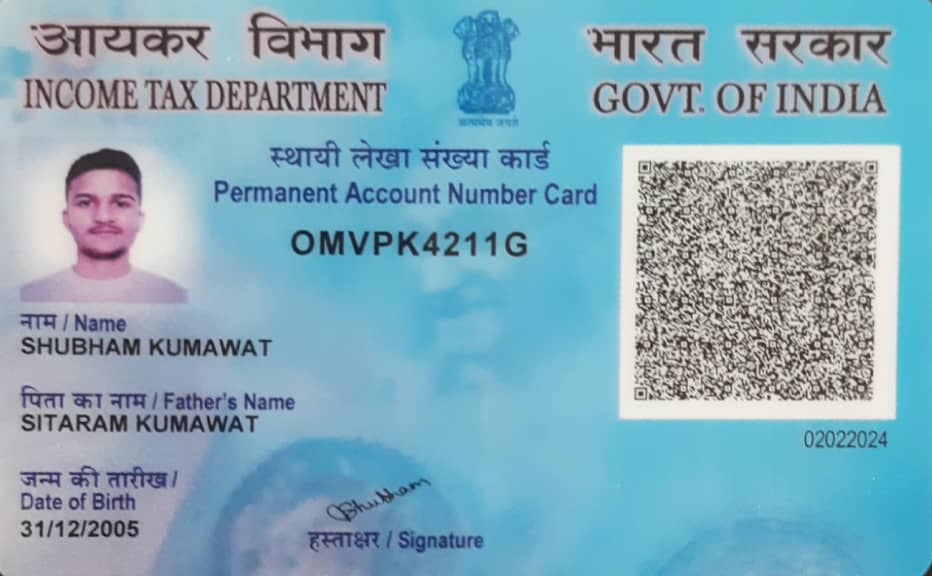 आयकर विभाग
INCOME TAX DEPARTMENT
सत्यमेव जयते
भारत सरकार
GOVT. OF INDIA
स्थायी लेखा संख्या कार्ड
Permanent Account Number Card
OMVPK4211G
नाम / Name
SHUBHAM KUMAWAT
पिता का नाम / Father's Name
SITARAM KUMAWAT
02022024
जन्म की तारीख /
Date of Birth
31/12/2005
Shubham
हस्ताक्षर / Signature